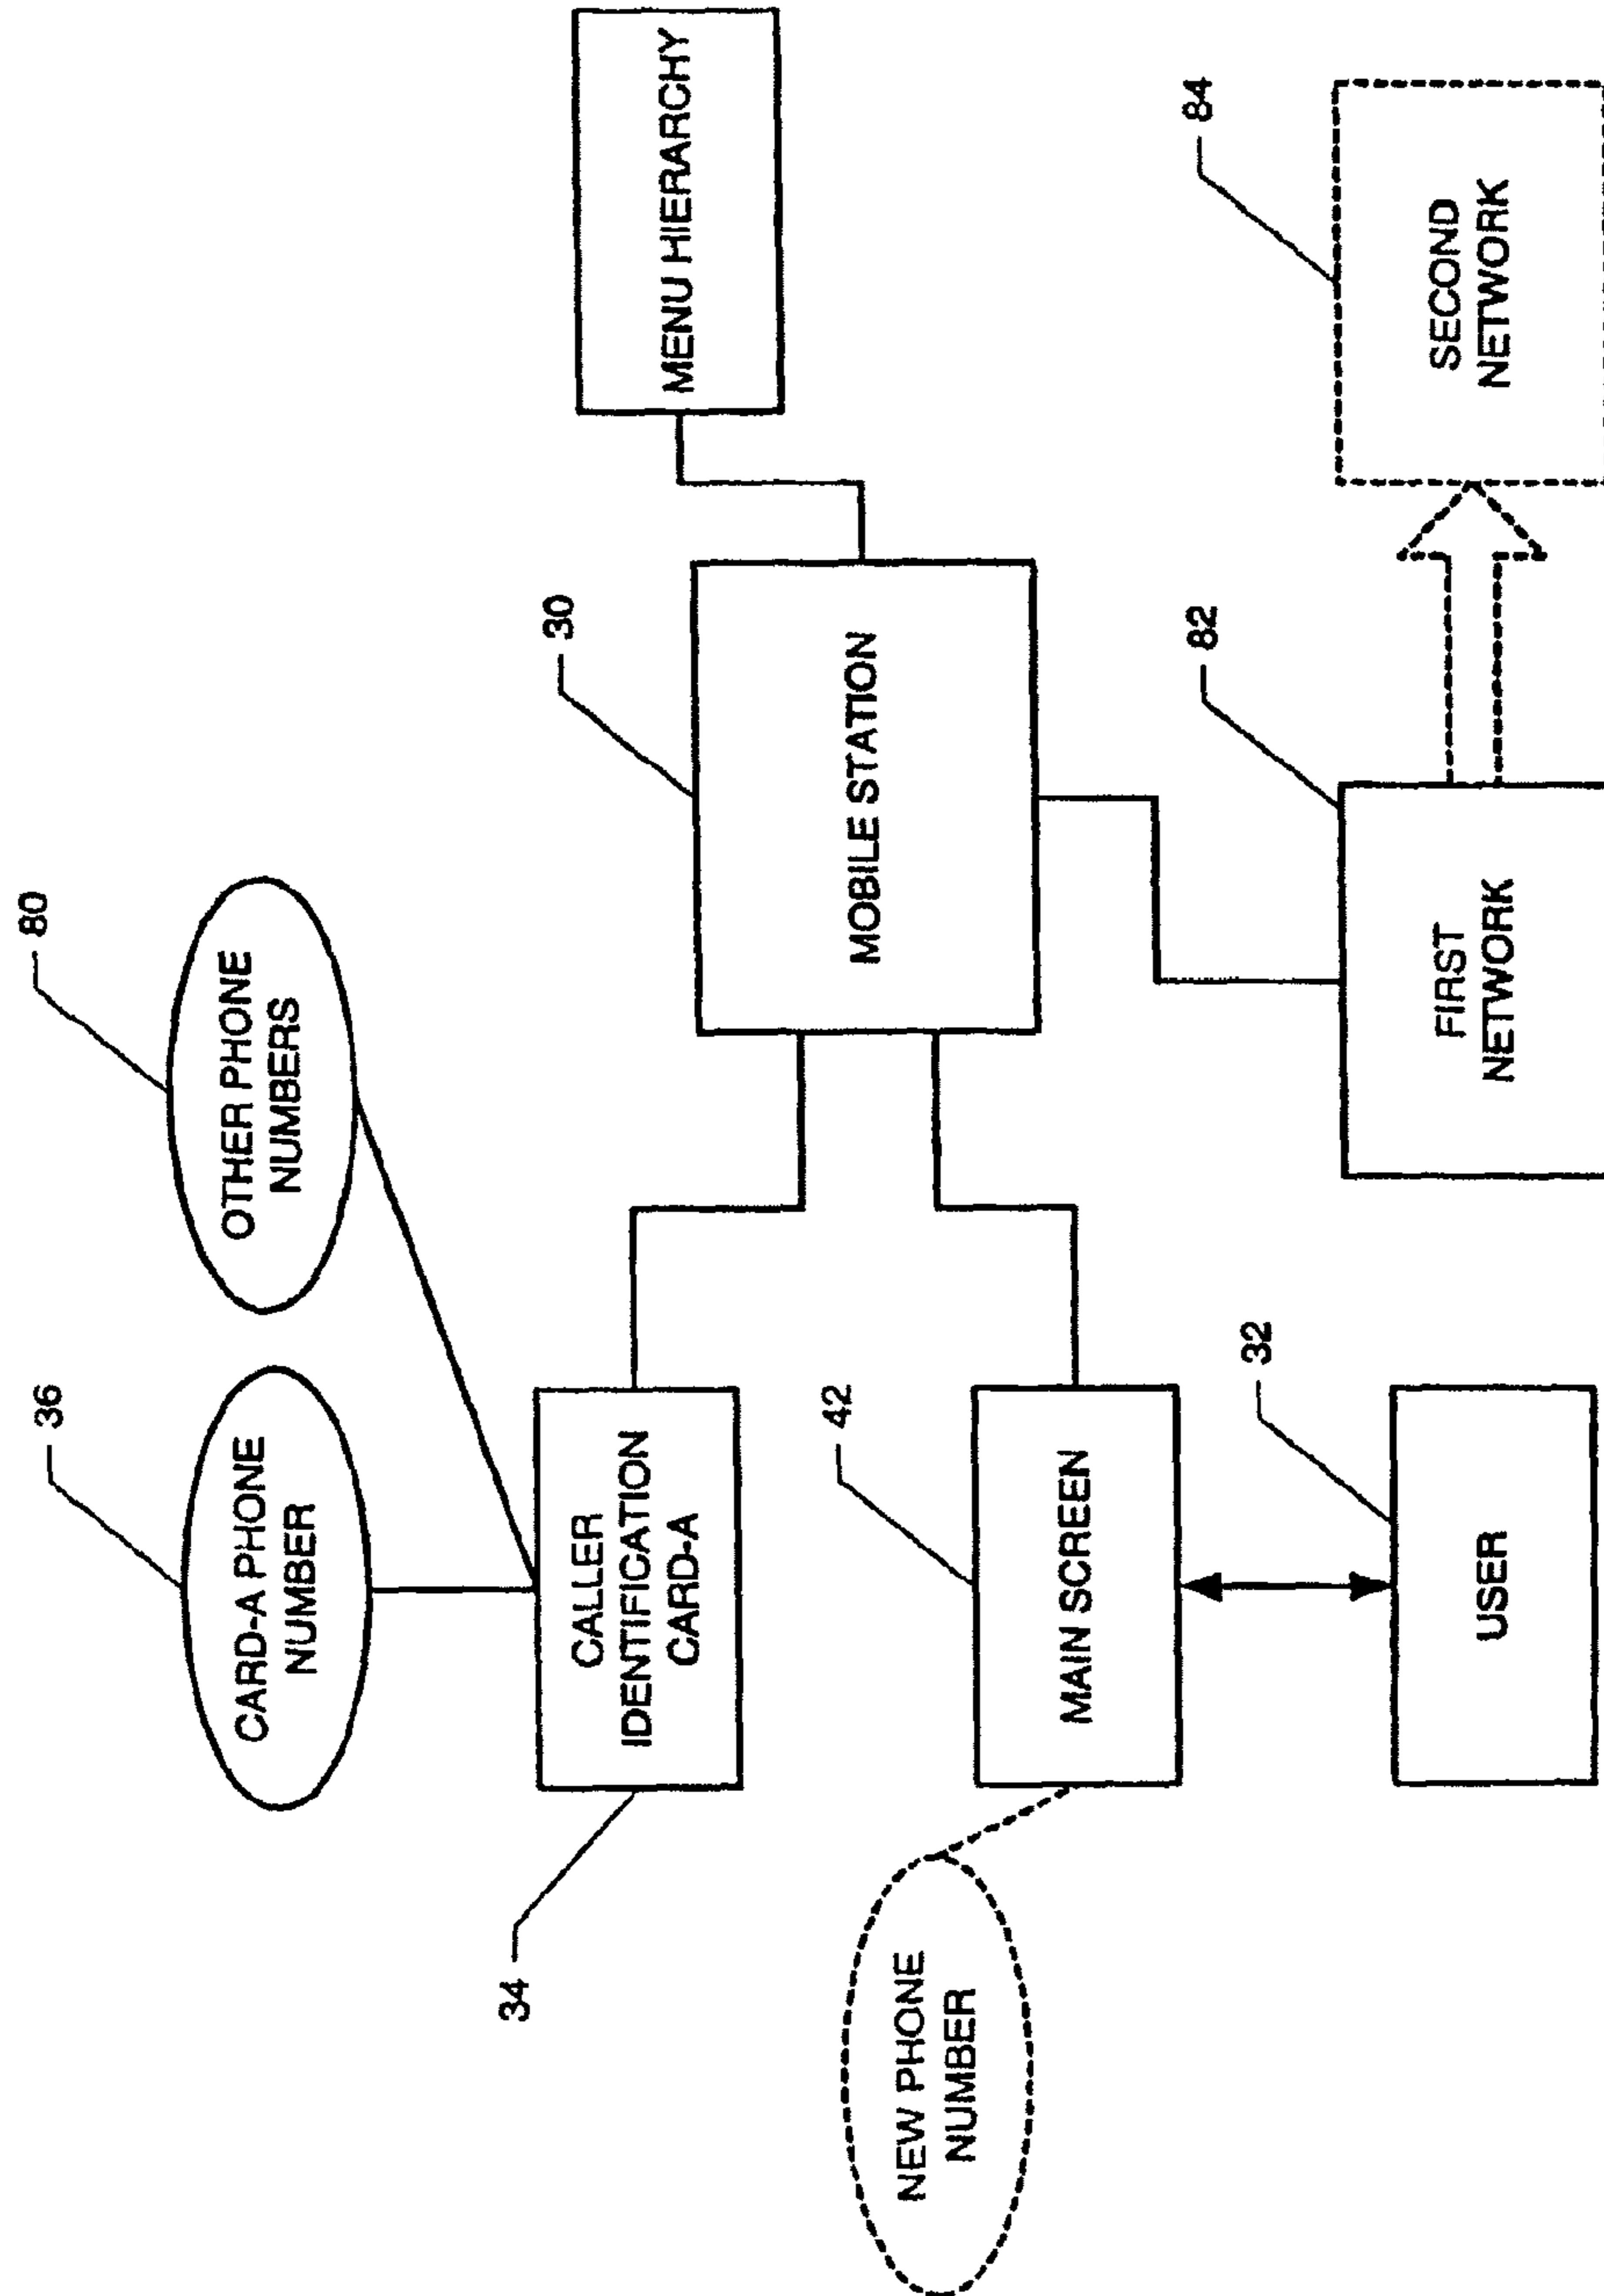 36
80
CARD-A PHONE
NUMBER
OTHER PHONE
NUMBERS
34
CALLER
IDENTIFICATION
CARD-A
30
MENU HIERARCHY
MOBILE STATION
42
NEW PHONE
NUMBER
MAIN SCREEN
32
82
84
USER
FIRST
NETWORK
SECOND
NETWORK